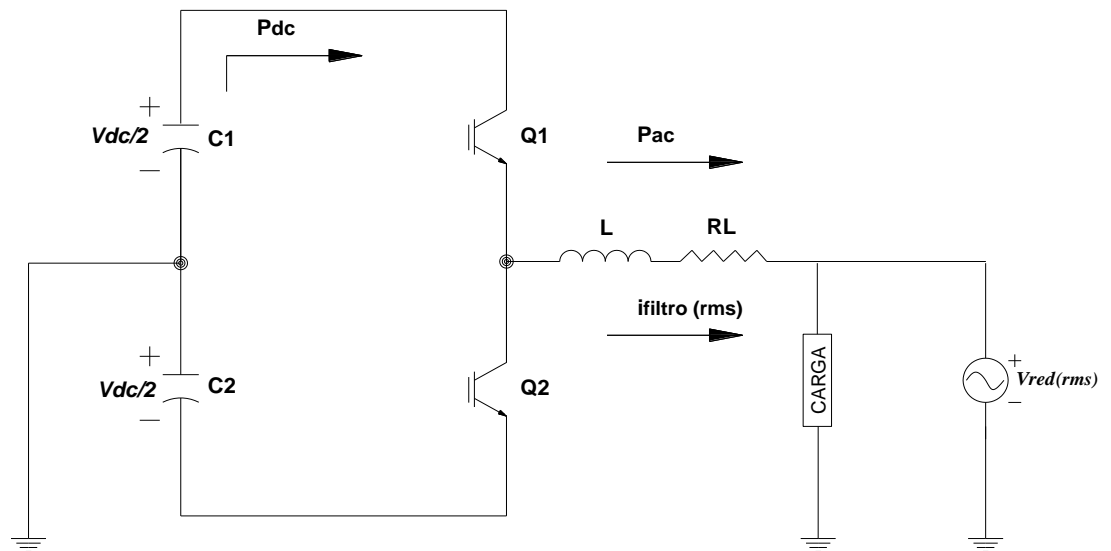 Pdc
+
Vdc/2
C1
−
Q1
Pac
L
RL
ifiltro (rms)
+
Vdc/2
C2
−
Q2
CARGA
+
Vred(rms)
−